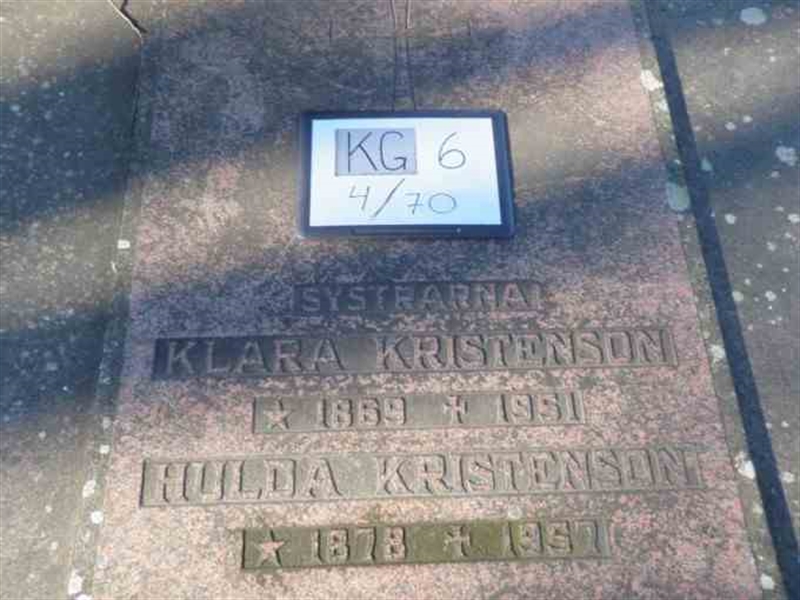 KG 6
4/70
SYSTRARNA
KLARA KRISTENSON
★ 1869 ✝ 1951
HULDA KRISTENSON
★ 1878 ✝ 1957